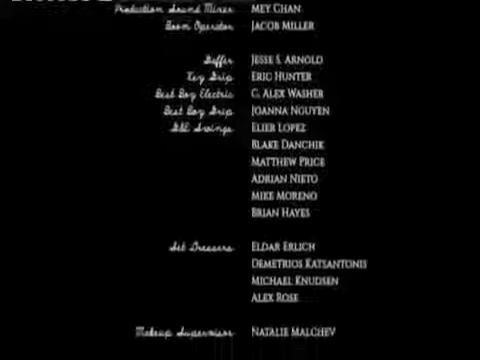 Production Sound Mixer MEY CHAN
Boom Operator JACOB MILLER
Gaffer JESSE S. ARNOLD
Key Grip ERIC HUNTER
Best Boy Electric C. ALEX WASHER
Best Boy Grip JOANNA NGUYEN
G&E Swings ELIER LOPEZ
BLAKE DANCHIK
MATTHEW PRICE
ADRIAN NIETO
MIKE MORENO
BRIAN HAYES
Set Dressers ELDAR ERLICH
DEMETRIOS KATSANTONIS
MICHAEL KNUDSEN
ALEX ROSE
Makeup Supervisor NATALIE MALCHEV